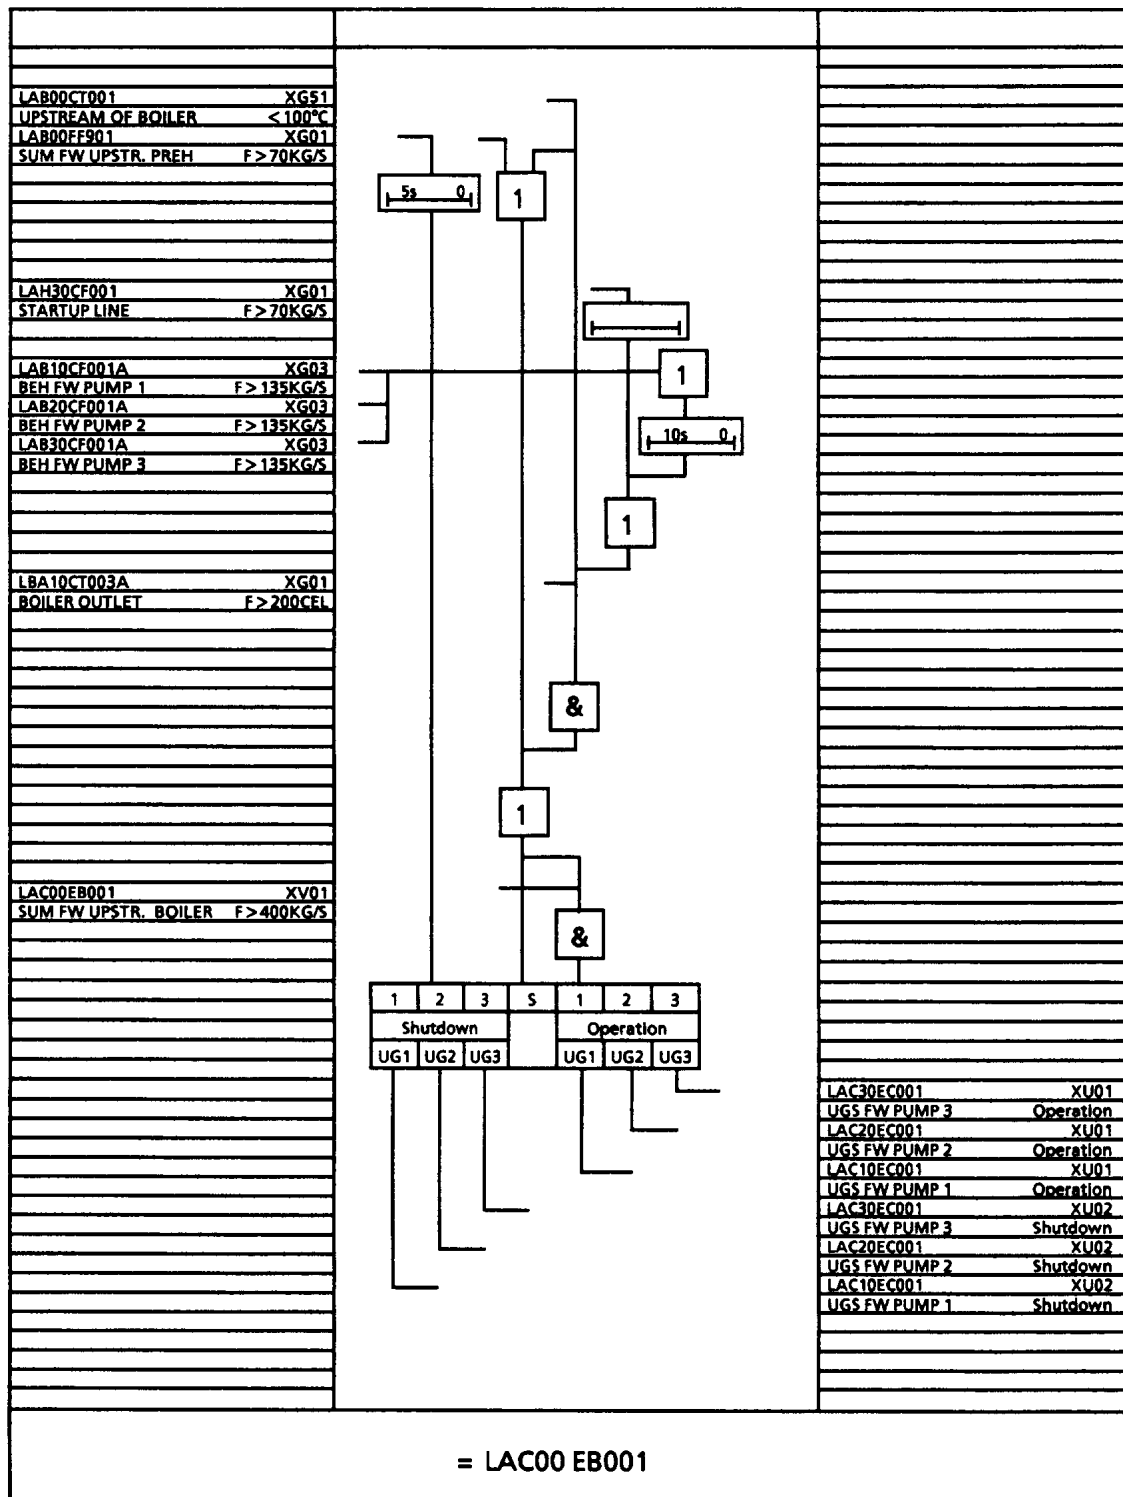 LAB00CT001 XG51
UPSTREAM OF BOILER <100°C
LAB00FF901 XG01
SUM FW UPSTR. PREH F>70KG/S
5s 0
1
LAH30CF001 XG01
STARTUP LINE F>70KG/S
LAB10CF001A XG03
BEH FW PUMP 1 F>135KG/S
LAB20CF001A XG03
BEH FW PUMP 2 F>135KG/S
LAB30CF001A XG03
BEH FW PUMP 3 F>135KG/S
1
10s 0
1
LBA10CT003A XG01
BOILER OUTLET F>200CEL
&
1
LAC00EB001 XV01
SUM FW UPSTR. BOILER F>400KG/S
&
1 2 3 S 1 2 3
Shutdown Operation
UG1 UG2 UG3 UG1 UG2 UG3
LAC30EC001 XU01
UGS FW PUMP 3 Operation
LAC20EC001 XU01
UGS FW PUMP 2 Operation
LAC10EC001 XU01
UGS FW PUMP 1 Operation
LAC30EC001 XU02
UGS FW PUMP 3 Shutdown
LAC20EC001 XU02
UGS FW PUMP 2 Shutdown
LAC10EC001 XU02
UGS FW PUMP 1 Shutdown
= LAC00 EB001